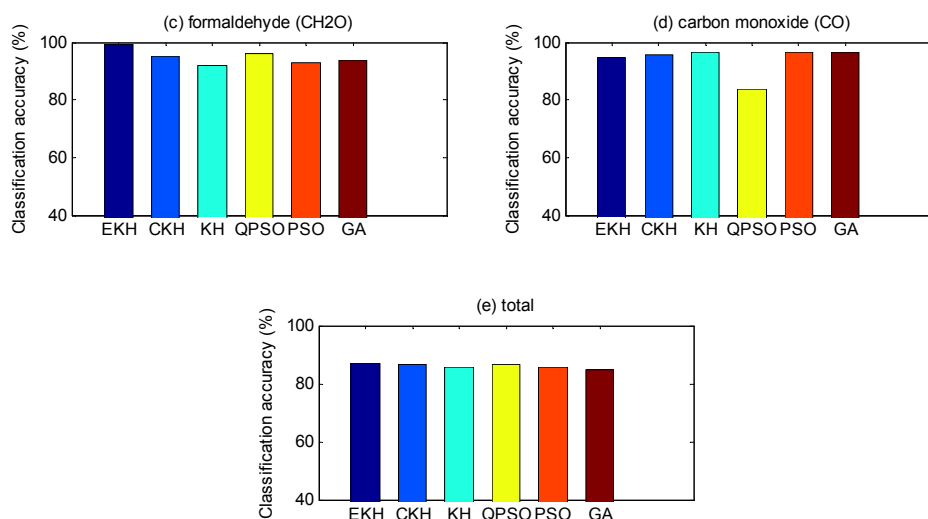 (c) formaldehyde (CH2O)
Classification accuracy (%)
100
80
60
40
EKH CKH KH QPSO PSO GA
(d) carbon monoxide (CO)
Classification accuracy (%)
100
80
60
40
EKH CKH KH QPSO PSO GA
(e) total
Classification accuracy (%)
100
80
60
40
EKH CKH KH QPSO PSO GA